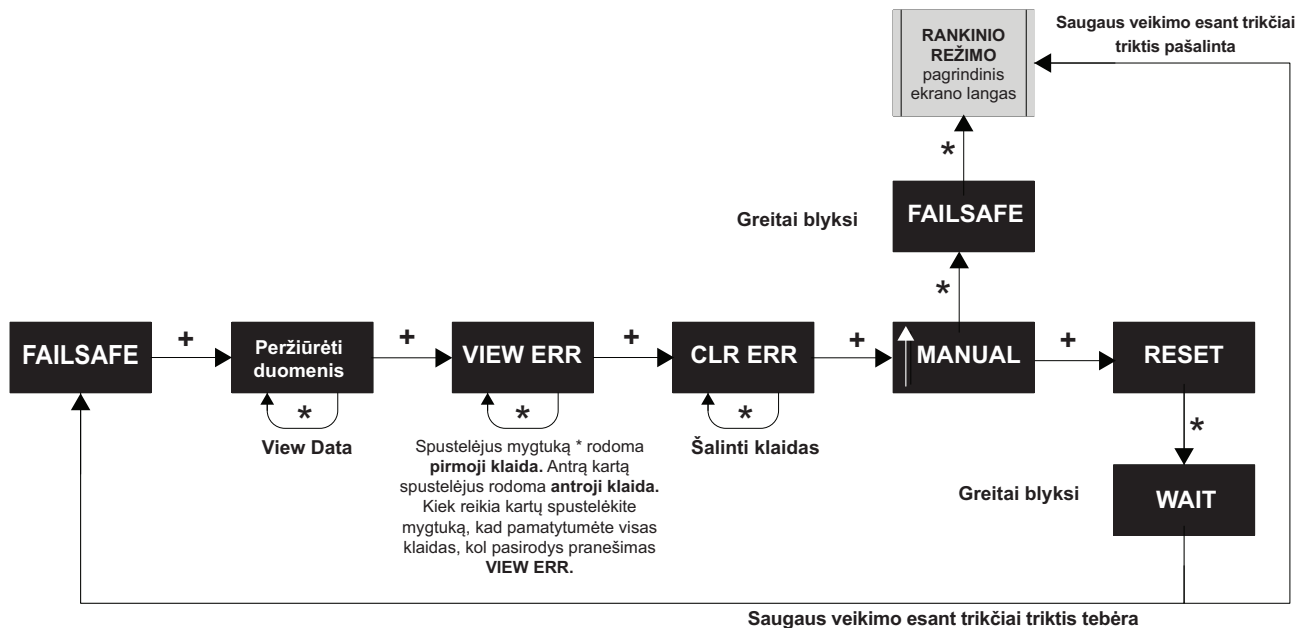 Saugaus veikimo esant trikčiai
triktis pašalinta
RANKINIO
REŽIMO
pagrindinis
ekrano langas
*
Greitai blyksi
FAILSAFE
*
FAILSAFE
+
Peržiūrėti
duomenis
+
VIEW ERR
+
CLR ERR
+
MANUAL
+
RESET
*
*
*
*
View Data
Spustelėjus mygtuką * rodoma
pirmoji klaida. Antrą kartą
spustelėjus rodoma antroji klaida.
Kiek reikia kartų spustelėkite
mygtuką, kad pamatytumėte visas
klaidas, kol pasirodys pranešimas
VIEW ERR.
Šalinti klaidas
Greitai blyksi
WAIT
Saugaus veikimo esant trikčiai triktis tebėra